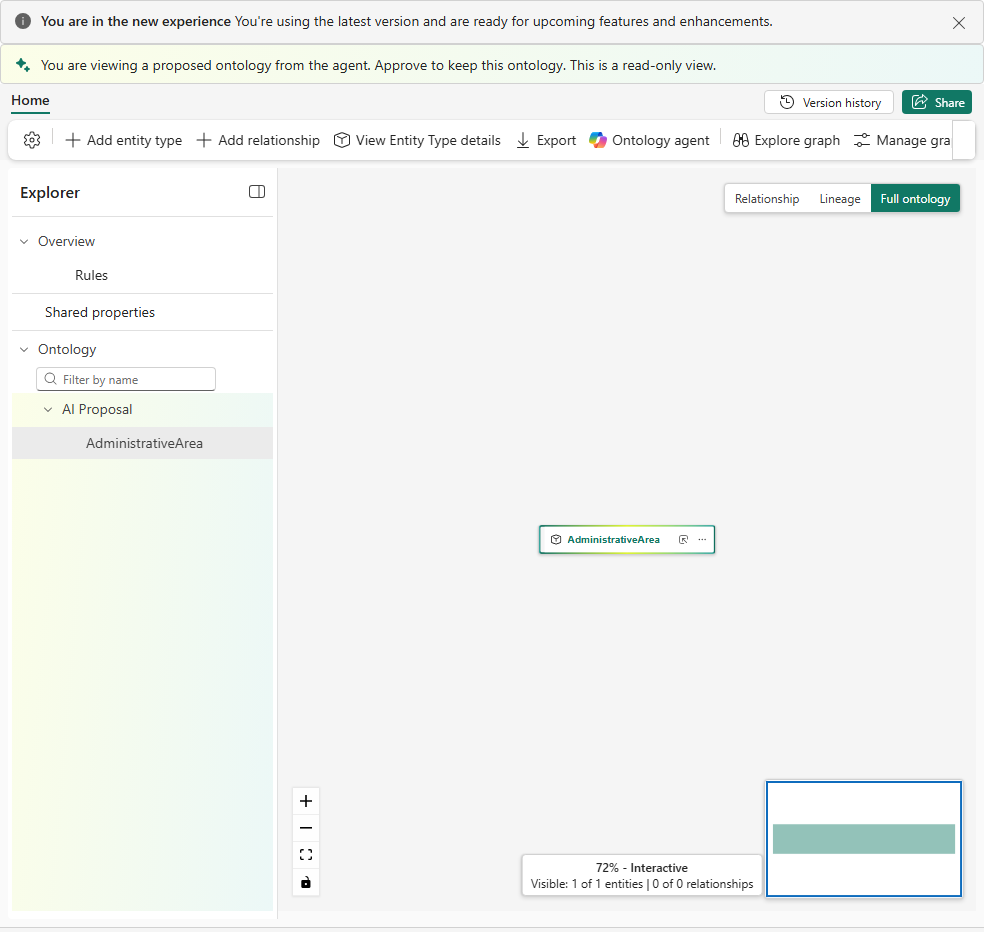 You are in the new experience You're using the latest version and are ready for upcoming features and enhancements.
You are viewing a proposed ontology from the agent. Approve to keep this ontology. This is a read-only view.
Home
Version history
Share
Add entity type
Add relationship
View Entity Type details
Export
Ontology agent
Explore graph
Manage gra
Explorer
Relationship
Lineage
Full ontology
Overview
Rules
Shared properties
Ontology
Filter by name
AI Proposal
AdministrativeArea
AdministrativeArea
72% - Interactive
Visible: 1 of 1 entities | 0 of 0 relationships